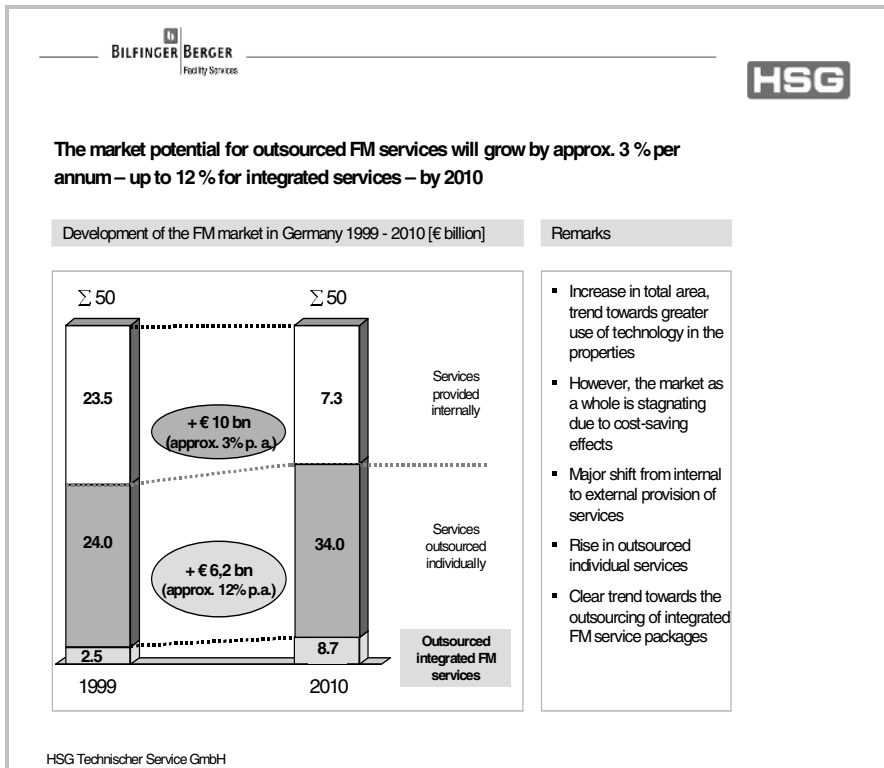 BILFINGER BERGER
Facility Services
HSG
The market potential for outsourced FM services will grow by approx. 3 % per
annum – up to 12 % for integrated services – by 2010
Development of the FM market in Germany 1999 - 2010 [€ billion]
Remarks
∑ 50
∑ 50
23.5
7.3
Services
provided
internally
+ € 10 bn
(approx. 3% p. a.)
24.0
34.0
Services
outsourced
individually
+ € 6,2 bn
(approx. 12% p.a.)
2.5
8.7
Outsourced
integrated FM
services
1999
2010
▪ Increase in total area,
trend towards greater
use of technology in the
properties
▪ However, the market as
a whole is stagnating
due to cost-saving
effects
▪ Major shift from internal
to external provision of
services
▪ Rise in outsourced
individual services
▪ Clear trend towards the
outsourcing of integrated
FM service packages
HSG Technischer Service GmbH